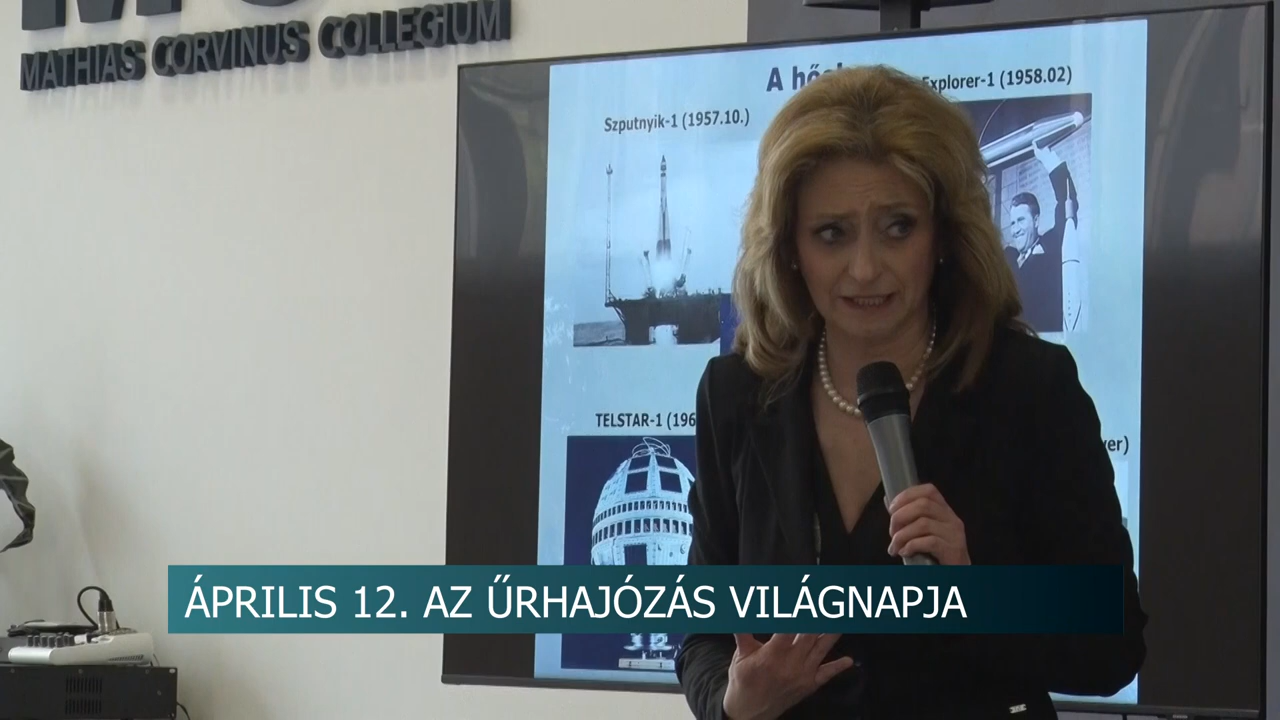 MATHIAS CORVINUS COLLEGIUM
A
Explorer-1 (1958.02)
Szputnyik-1 (1957.10.)
TELSTAR-1
ÁPRILIS 12. AZ ŰRHAJÓZÁS VILÁGNAPJA